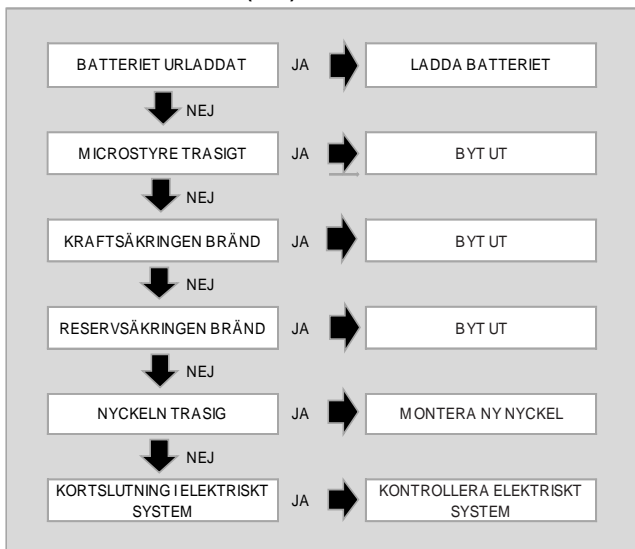 BATTERIET URLADDAT JA LADDA BATTERIET
NEJ
MICROSTYRE TRASIGT JA BYT UT
NEJ
KRAFTSÄKRINGEN BRÄND JA BYT UT
NEJ
RESERVSÄKRINGEN BRÄND JA BYT UT
NEJ
NYCKELN TRASIG JA MONTERA NY NYCKEL
NEJ
KORTSLUTNING I ELEKTRISKT
SYSTEM
JA
KONTROLLERA ELEKTRISKT
SYSTEM